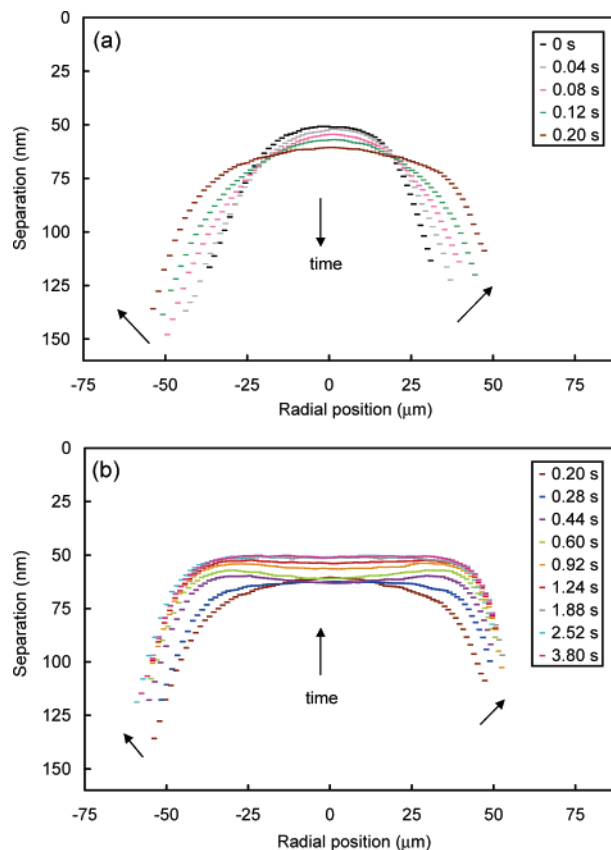 (a)
0
25
50
75
100
125
150
Separation (nm)
0 s
0.04 s
0.08 s
0.12 s
0.20 s
time
-75 -50 -25 0 25 50 75
Radial position (μm)
(b)
0
25
50
75
100
125
150
Separation (nm)
0.20 s
0.28 s
0.44 s
0.60 s
0.92 s
1.24 s
1.88 s
2.52 s
3.80 s
time
-75 -50 -25 0 25 50 75
Radial position (μm)